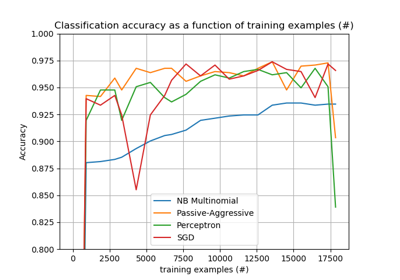 Classification accuracy as a function of training examples (#)
1.000
0.975
0.950
0.925
0.900
0.875
0.850
0.825
0.800
Accuracy
NB Multinomial
Passive-Aggressive
Perceptron
SGD
0 2500 5000 7500 10000 12500 15000 17500
training examples (#)